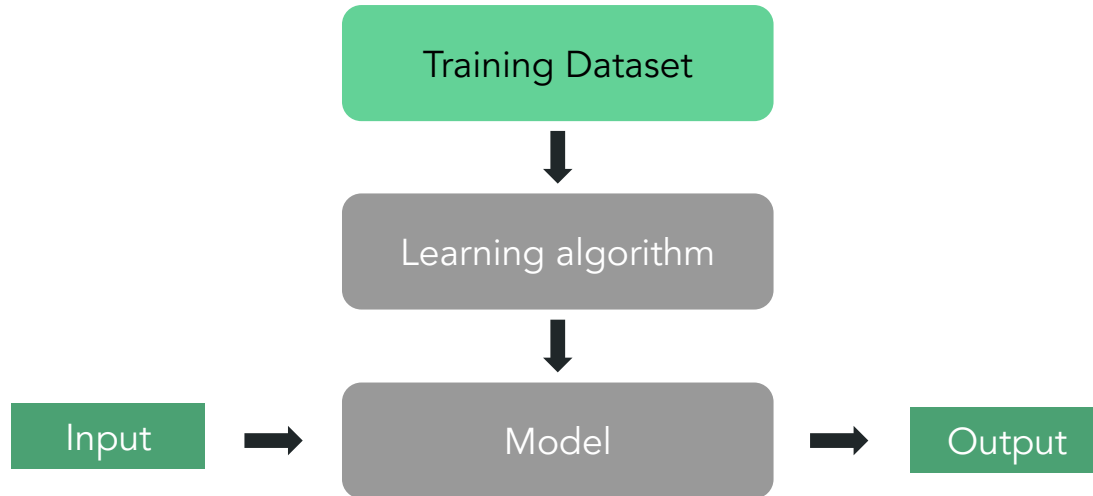 Training Dataset
Learning algorithm
Input
Model
Output